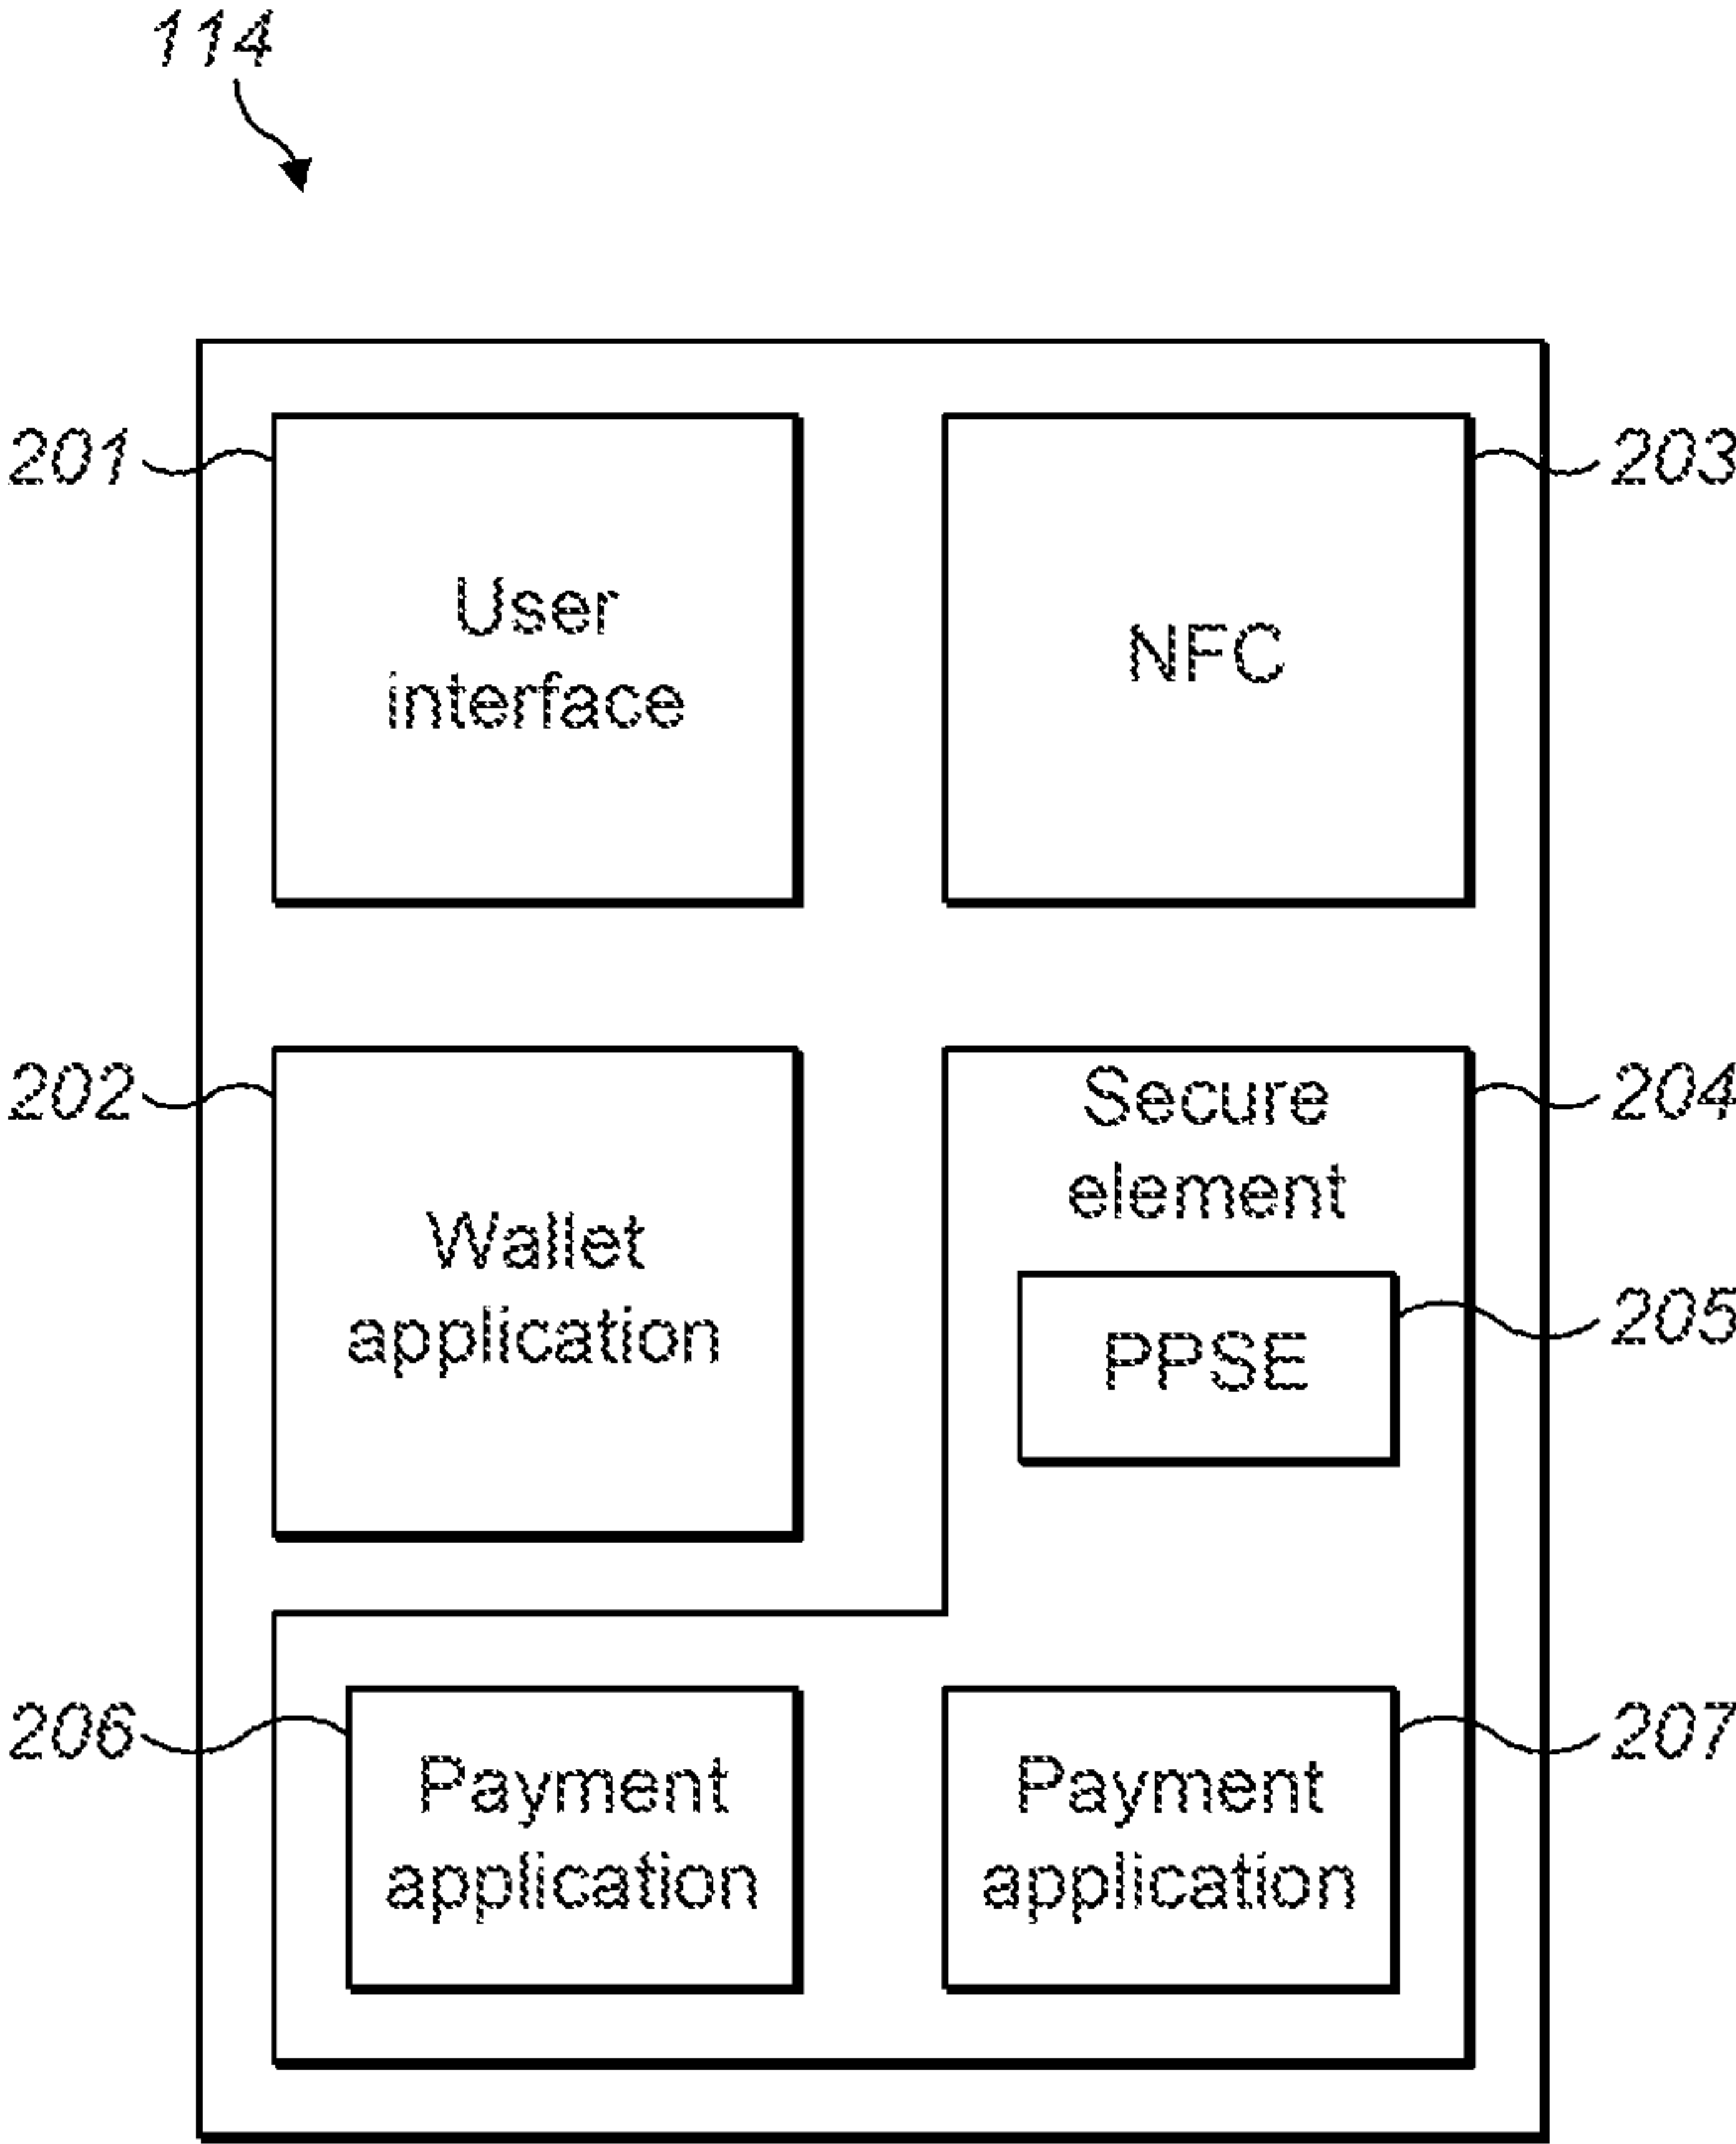 114
201
203
User
interface
NFC
202
204
Secure
element
Wallet
application
205
PPSE
206
207
Payment
application
Payment
application